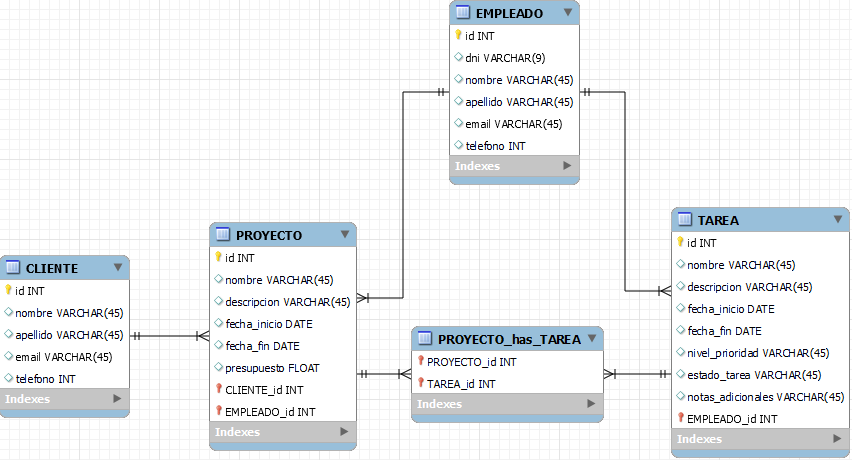 EMPLEADO
id INT
dni VARCHAR(9)
nombre VARCHAR(45)
apellido VARCHAR(45)
email VARCHAR(45)
telefono INT
Indexes
CLIENTE
id INT
nombre VARCHAR(45)
apellido VARCHAR(45)
email VARCHAR(45)
telefono INT
Indexes
PROYECTO
id INT
nombre VARCHAR(45)
descripcion VARCHAR(45)
fecha_inicio DATE
fecha_fin DATE
presupuesto FLOAT
CLIENTE_id INT
EMPLEADO_id INT
Indexes
PROYECTO_has_TAREA
PROYECTO_id INT
TAREA_id INT
Indexes
TAREA
id INT
nombre VARCHAR(45)
descripcion VARCHAR(45)
fecha_inicio DATE
fecha_fin DATE
nivel_prioridad VARCHAR(45)
estado_tarea VARCHAR(45)
notas_adicionales VARCHAR(45)
EMPLEADO_id INT
Indexes